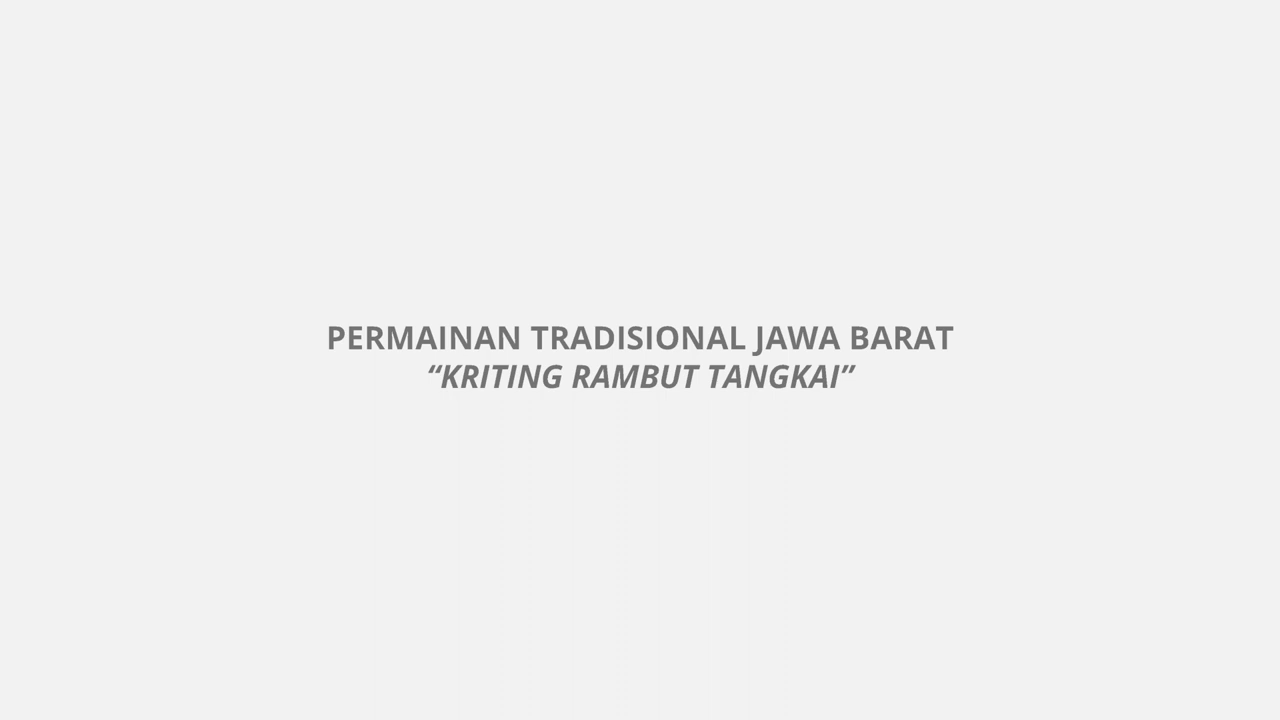 PERMAINAN TRADISIONAL JAWA BARAT
“KRITING RAMBUT TANGKAI”